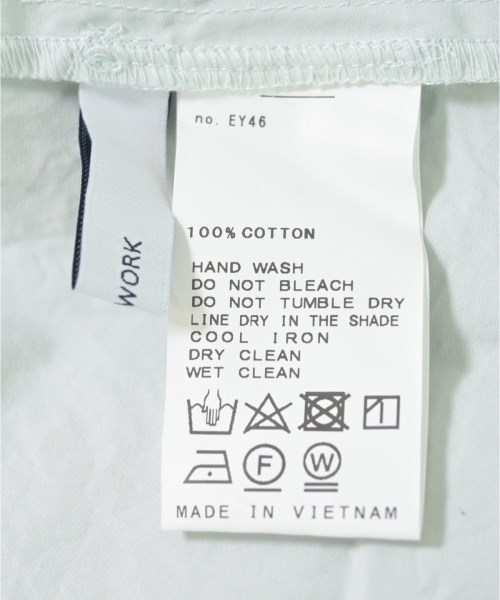 no. EY46
WORK
100% COTTON
HAND WASH
DO NOT BLEACH
DO NOT TUMBLE DRY
LINE DRY IN THE SHADE
COOL IRON
DRY CLEAN
WET CLEAN
F W
MADE IN VIETNAM